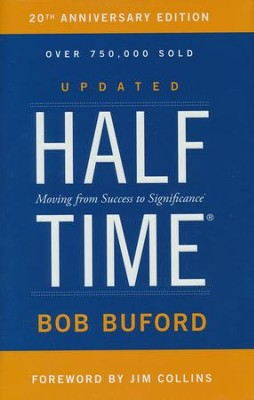 20TH ANNIVERSARY EDITION
OVER 750,000 SOLD
UPDATED
HALF
Moving from Success to Significance
TIME®
BOB BUFORD
FOREWORD BY JIM COLLINS